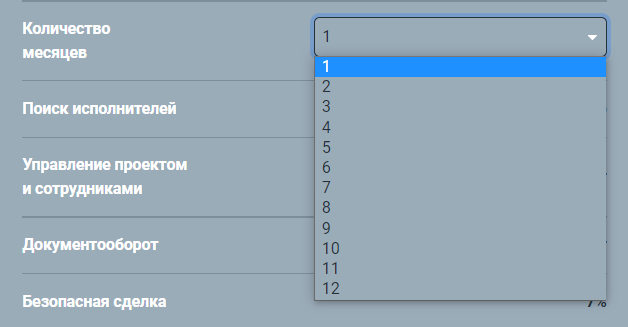 Количество
месяцев
1
1
2
3
4
5
6
7
8
9
10
11
12
Поиск исполнителей
Управление проектом
и сотрудниками
Документооборот
Безопасная сделка
7%